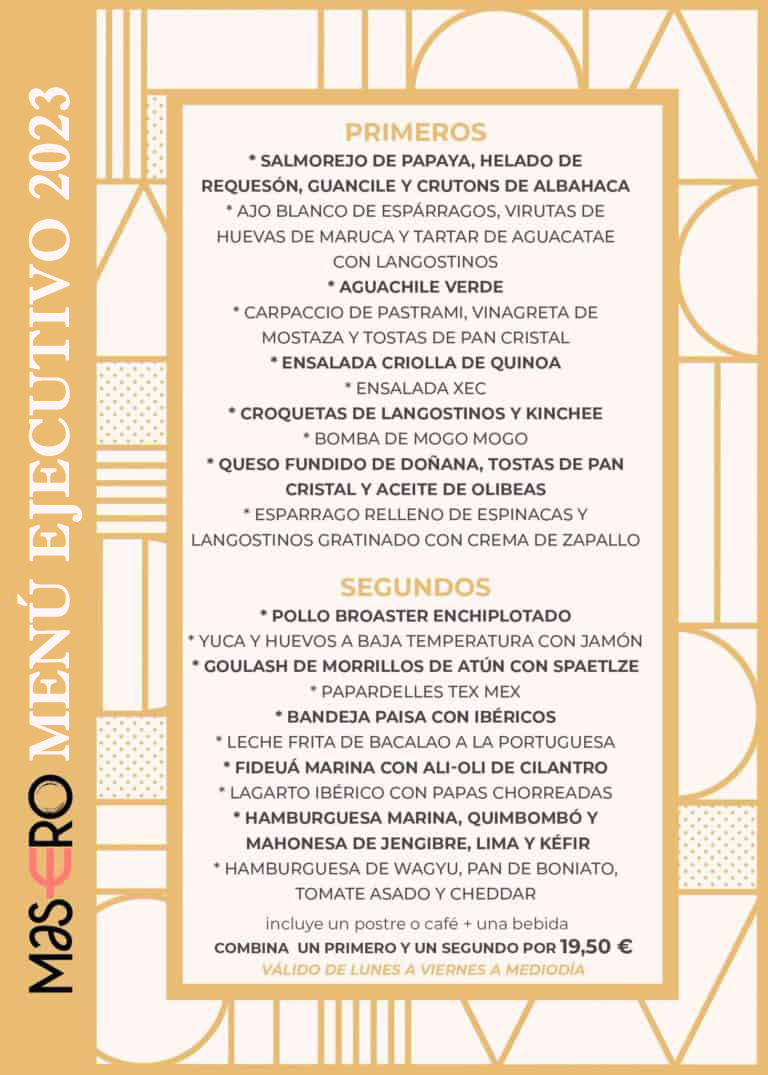 MENÚ EJECUTIVO 2023
MasERO
PRIMEROS
* SALMOREJO DE PAPAYA, HELADO DE
REQUESÓN, GUANCILE Y CRUTONS DE ALBAHACA
* AJO BLANCO DE ESPÁRRAGOS, VIRUTAS DE
HUEVAS DE MARUCA Y TARTAR DE AGUACATAE
CON LANGOSTINOS
* AGUACHILE VERDE
* CARPACCIO DE PASTRAMI, VINAGRETA DE
MOSTAZA Y TOSTAS DE PAN CRISTAL
* ENSALADA CRIOLLA DE QUINOA
* ENSALADA XEC
* CROQUETAS DE LANGOSTINOS Y KINCHEE
* BOMBA DE MOGO MOGO
* QUESO FUNDIDO DE DOÑANA, TOSTAS DE PAN
CRISTAL Y ACEITE DE OLIBEAS
* ESPARRAGO RELLENO DE ESPINACAS Y
LANGOSTINOS GRATINADO CON CREMA DE ZAPALLO
SEGUNDOS
* POLLO BROASTER ENCHIPLOTADO
* YUCA Y HUEVOS A BAJA TEMPERATURA CON JAMÓN
* GOULASH DE MORRILLOS DE ATÚN CON SPAETLZE
* PAPARDELLES TEX MEX
* BANDEJA PAISA CON IBÉRICOS
* LECHE FRITA DE BACALAO A LA PORTUGUESA
* FIDEUÁ MARINA CON ALI-OLI DE CILANTRO
* LAGARTO IBÉRICO CON PAPAS CHORREADAS
* HAMBURGUESA MARINA, QUIMBOMBÓ Y
MAHONESA DE JENGIBRE, LIMA Y KÉFIR
* HAMBURGUESA DE WAGYU, PAN DE BONIATO,
TOMATE ASADO Y CHEDDAR
incluye un postre o café + una bebida
COMBINA UN PRIMERO Y UN SEGUNDO POR 19,50 €
VÁLIDO DE LUNES A VIERNES A MEDIODÍA